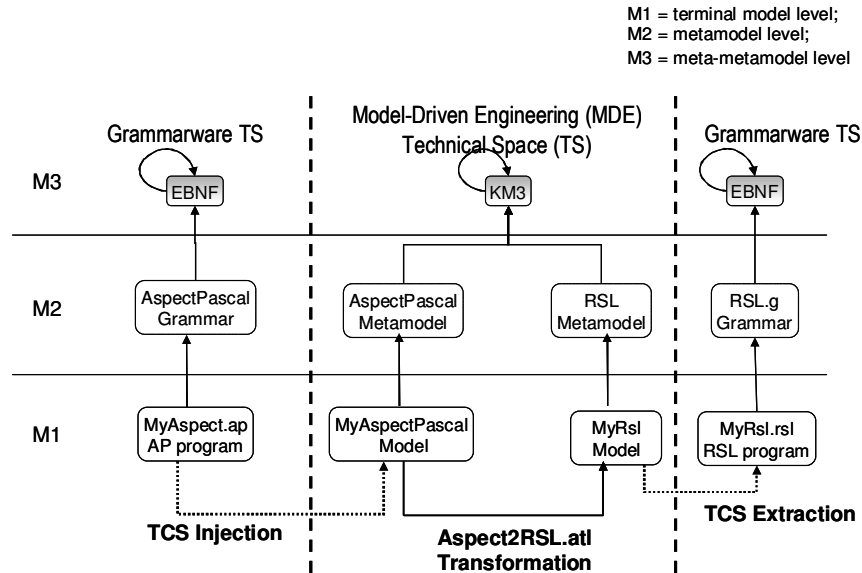 M1 = terminal model level;
M2 = metamodel level;
M3 = meta-metamodel level
Grammarware TS
Model-Driven Engineering (MDE)
Technical Space (TS)
Grammarware TS
M3
EBNF
KM3
EBNF
M2
AspectPascal
Grammar
AspectPascal
Metamodel
RSL
Metamodel
RSL.g
Grammar
M1
MyAspect.ap
AP program
MyAspectPascal
Model
MyRsl
Model
MyRsl.rsl
RSL program
TCS Injection
Aspect2RSL.atl
Transformation
TCS Extraction